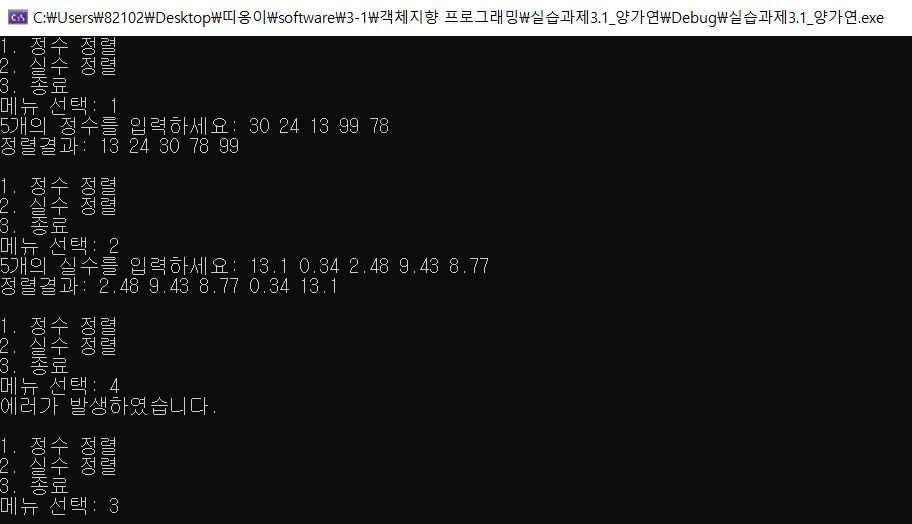 C:\Users\82102\Desktop\띠옹이\software\3-1\객체지향 프로그래밍\실습과제3.1_양가연\Debug\실습과제3.1_양가연.exe
1. 정수 정렬
2. 실수 정렬
3. 종료
메뉴 선택: 1
5개의 정수를 입력하세요: 30 24 13 99 78
정렬결과: 13 24 30 78 99
1. 정수 정렬
2. 실수 정렬
3. 종료
메뉴 선택: 2
5개의 실수를 입력하세요: 13.1 0.34 2.48 9.43 8.77
정렬결과: 2.48 9.43 8.77 0.34 13.1
1. 정수 정렬
2. 실수 정렬
3. 종료
메뉴 선택: 4
에러가 발생하였습니다.
1. 정수 정렬
2. 실수 정렬
3. 종료
메뉴 선택: 3